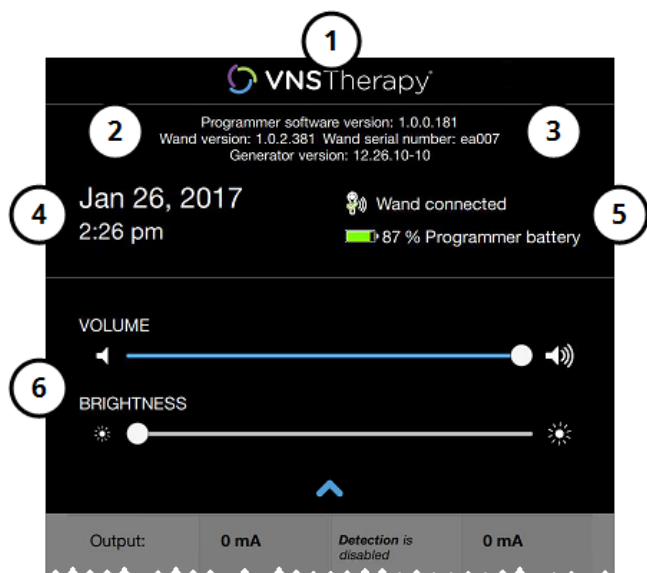 1
VNSTherapy
2
3
Programmer software version: 1.0.0.181
Wand version: 1.0.2.381 Wand serial number: ea007
Generator version: 12.26.10-10
4
Jan 26, 2017
2:26 pm
Wand connected
87 % Programmer battery
5
VOLUME
6
BRIGHTNESS
Output:
0 mA
Detection is
disabled
0 mA